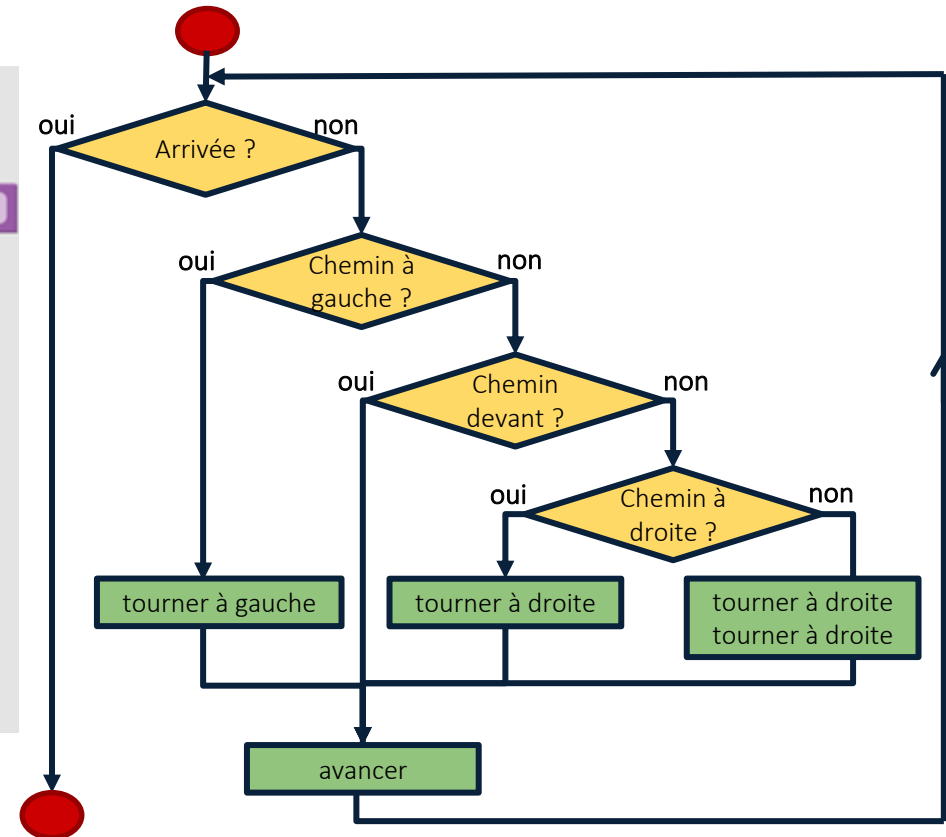 oui
non
Arrivée ?
oui
Chemin à
gauche ?
non
oui
Chemin
devant ?
non
oui
Chemin à
droite ?
non
tourner à gauche
tourner à droite
tourner à droite
tourner à droite
avancer